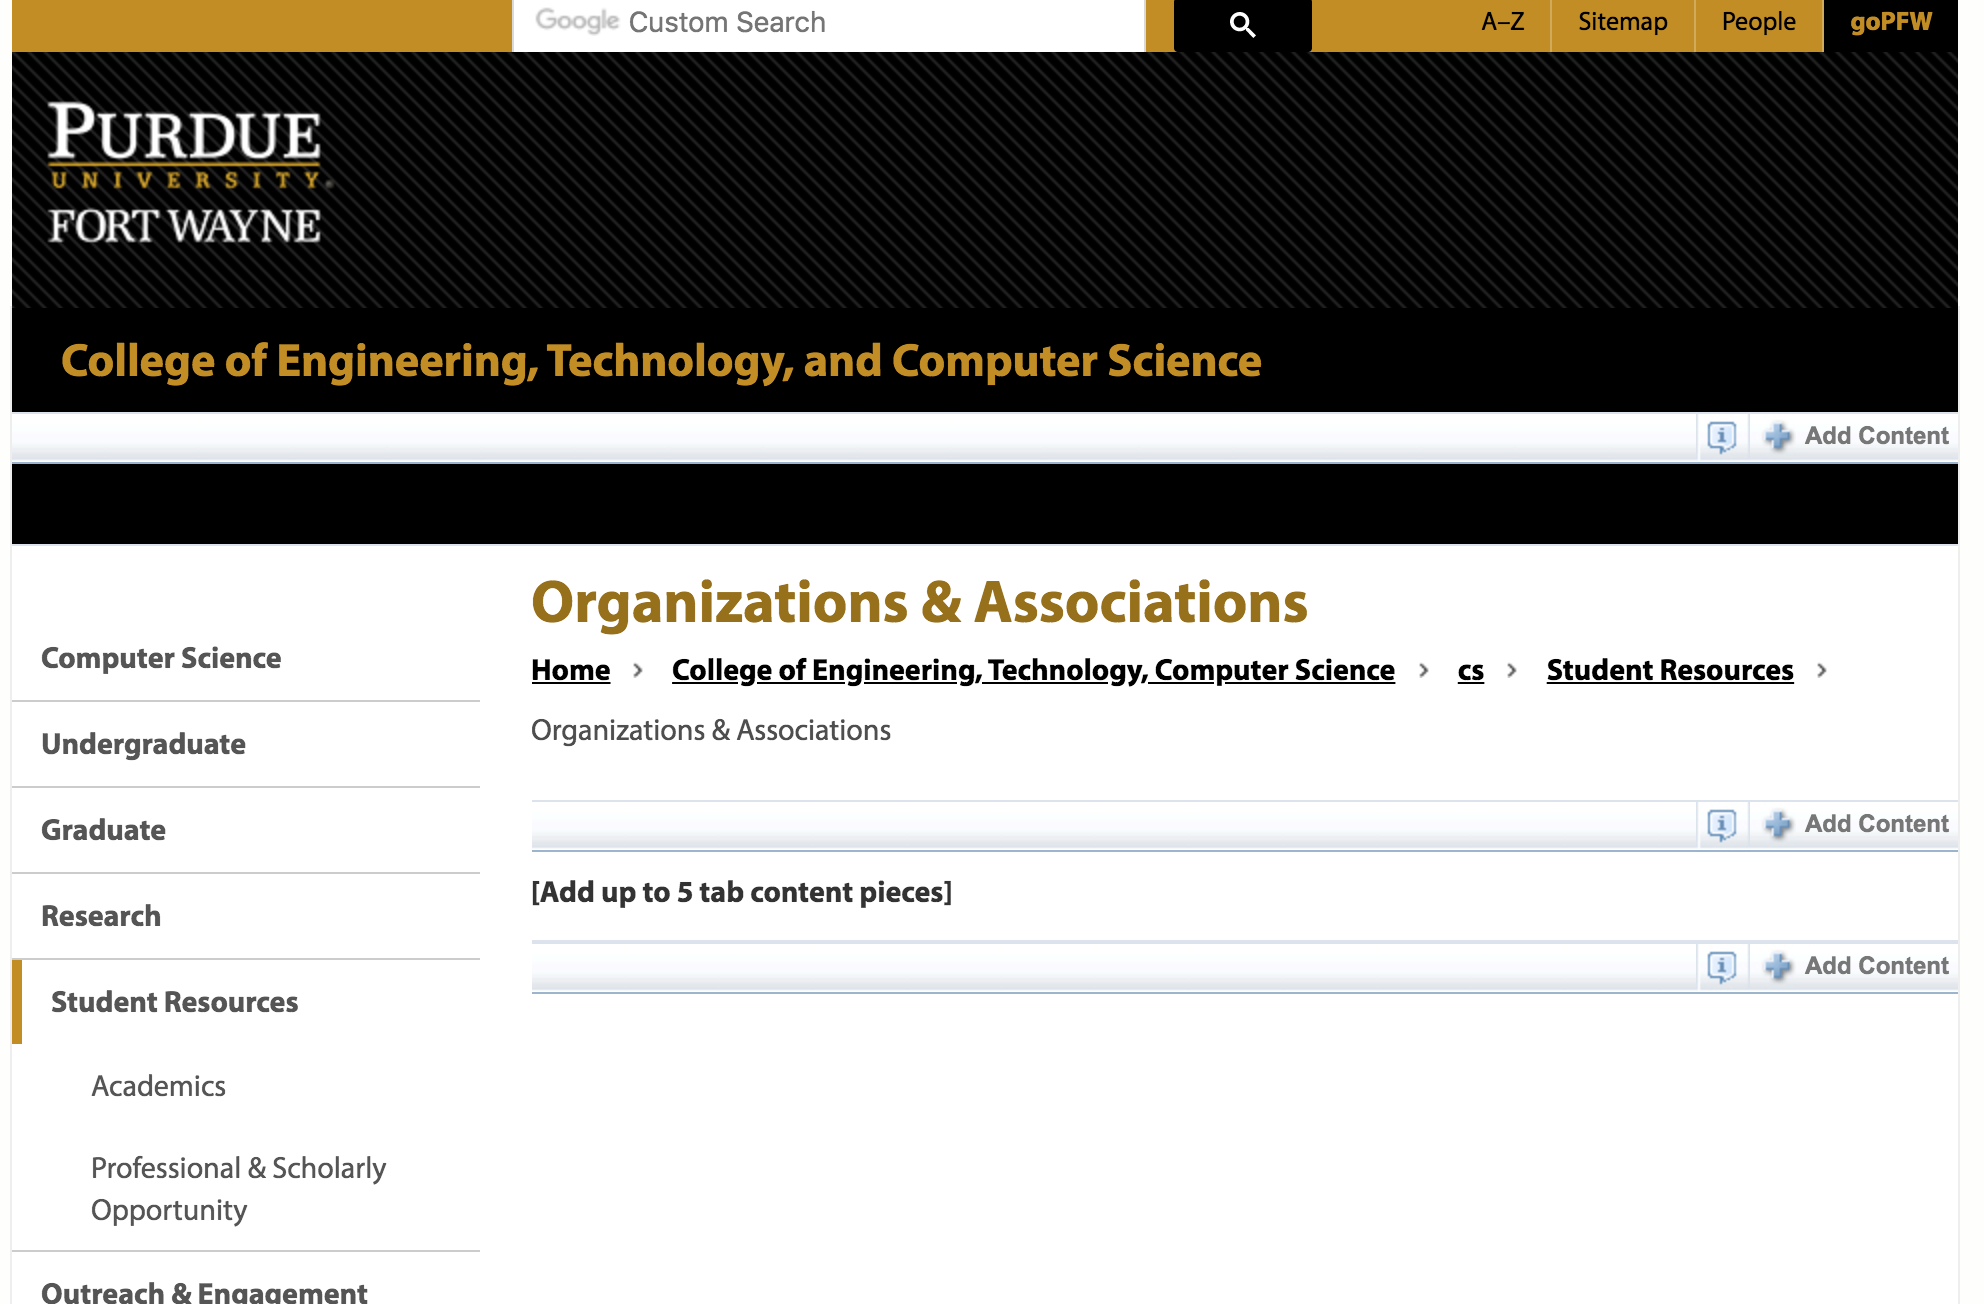 Google Custom Search
A–Z
Sitemap
People
goPFW
PURDUE
UNIVERSITY
FORT WAYNE
College of Engineering, Technology, and Computer Science
Add Content
Organizations & Associations
Home > College of Engineering, Technology, Computer Science > cs > Student Resources >
Organizations & Associations
Add Content
[Add up to 5 tab content pieces]
Add Content
Computer Science
Undergraduate
Graduate
Research
Student Resources
Academics
Professional & Scholarly
Opportunity
Outreach & Engagement